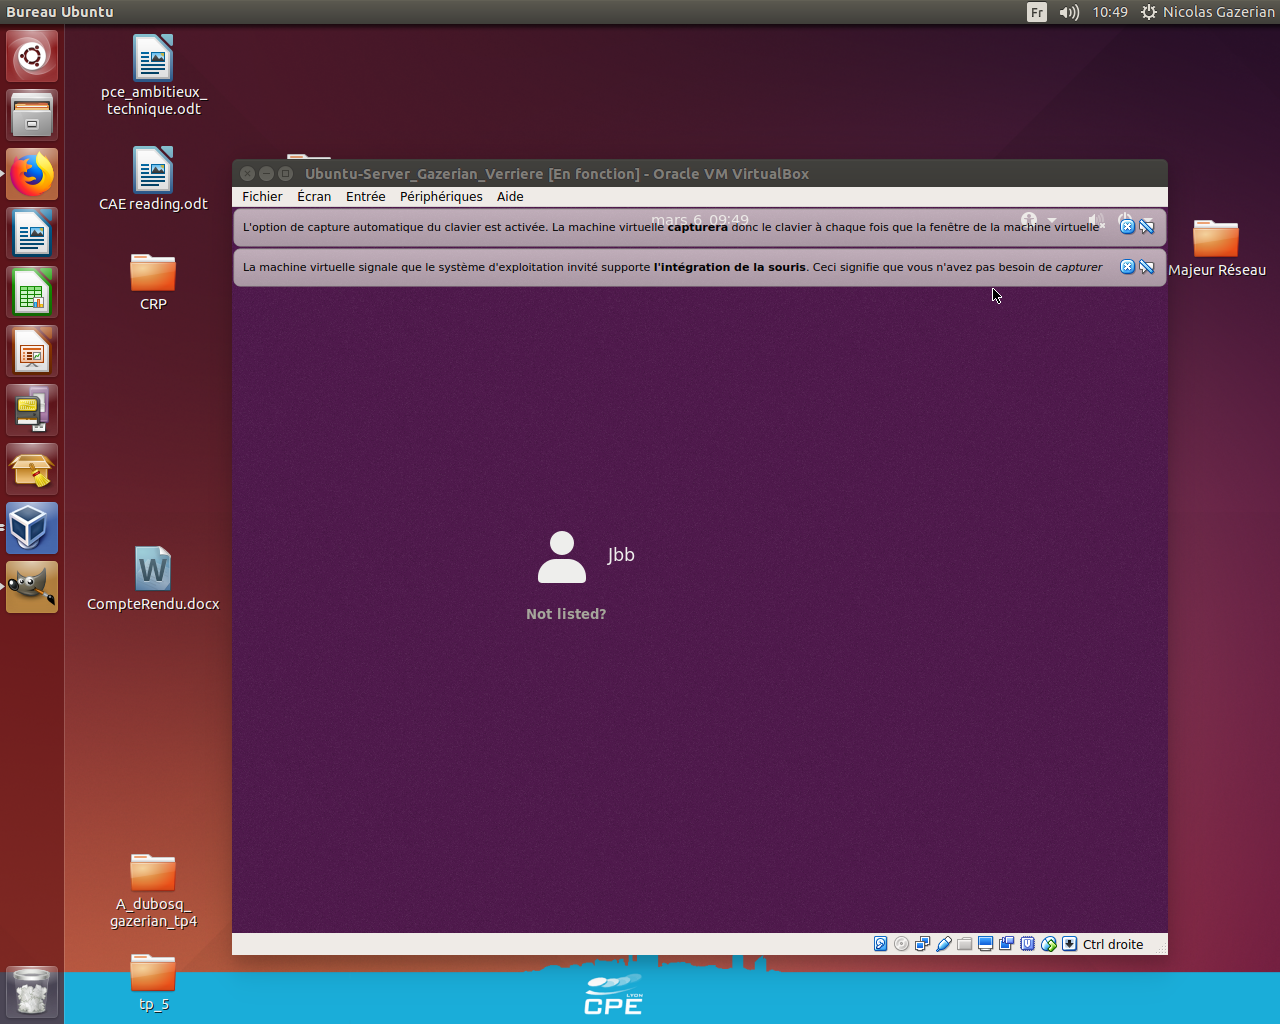 Bureau Ubuntu
Fr
10:49
Nicolas Gazerian
pce_ambitieux_
technique.odt
CAE reading.odt
CRP
CompteRendu.docx
A_dubosq_
gazerian_tp4
tp_5
Ubuntu-Server_Gazerian_Verriere [En fonction] - Oracle VM VirtualBox
Fichier Écran Entrée Périphériques Aide
mars 6 09:49
L'option de capture automatique du clavier est activée. La machine virtuelle capturera donc le clavier à chaque fois que la fenêtre de la machine virtuelle
La machine virtuelle signale que le système d'exploitation invité supporte l'intégration de la souris. Ceci signifie que vous n'avez pas besoin de capturer
Jbb
Not listed?
Ctrl droite
Majeur Réseau
LYON
CPE